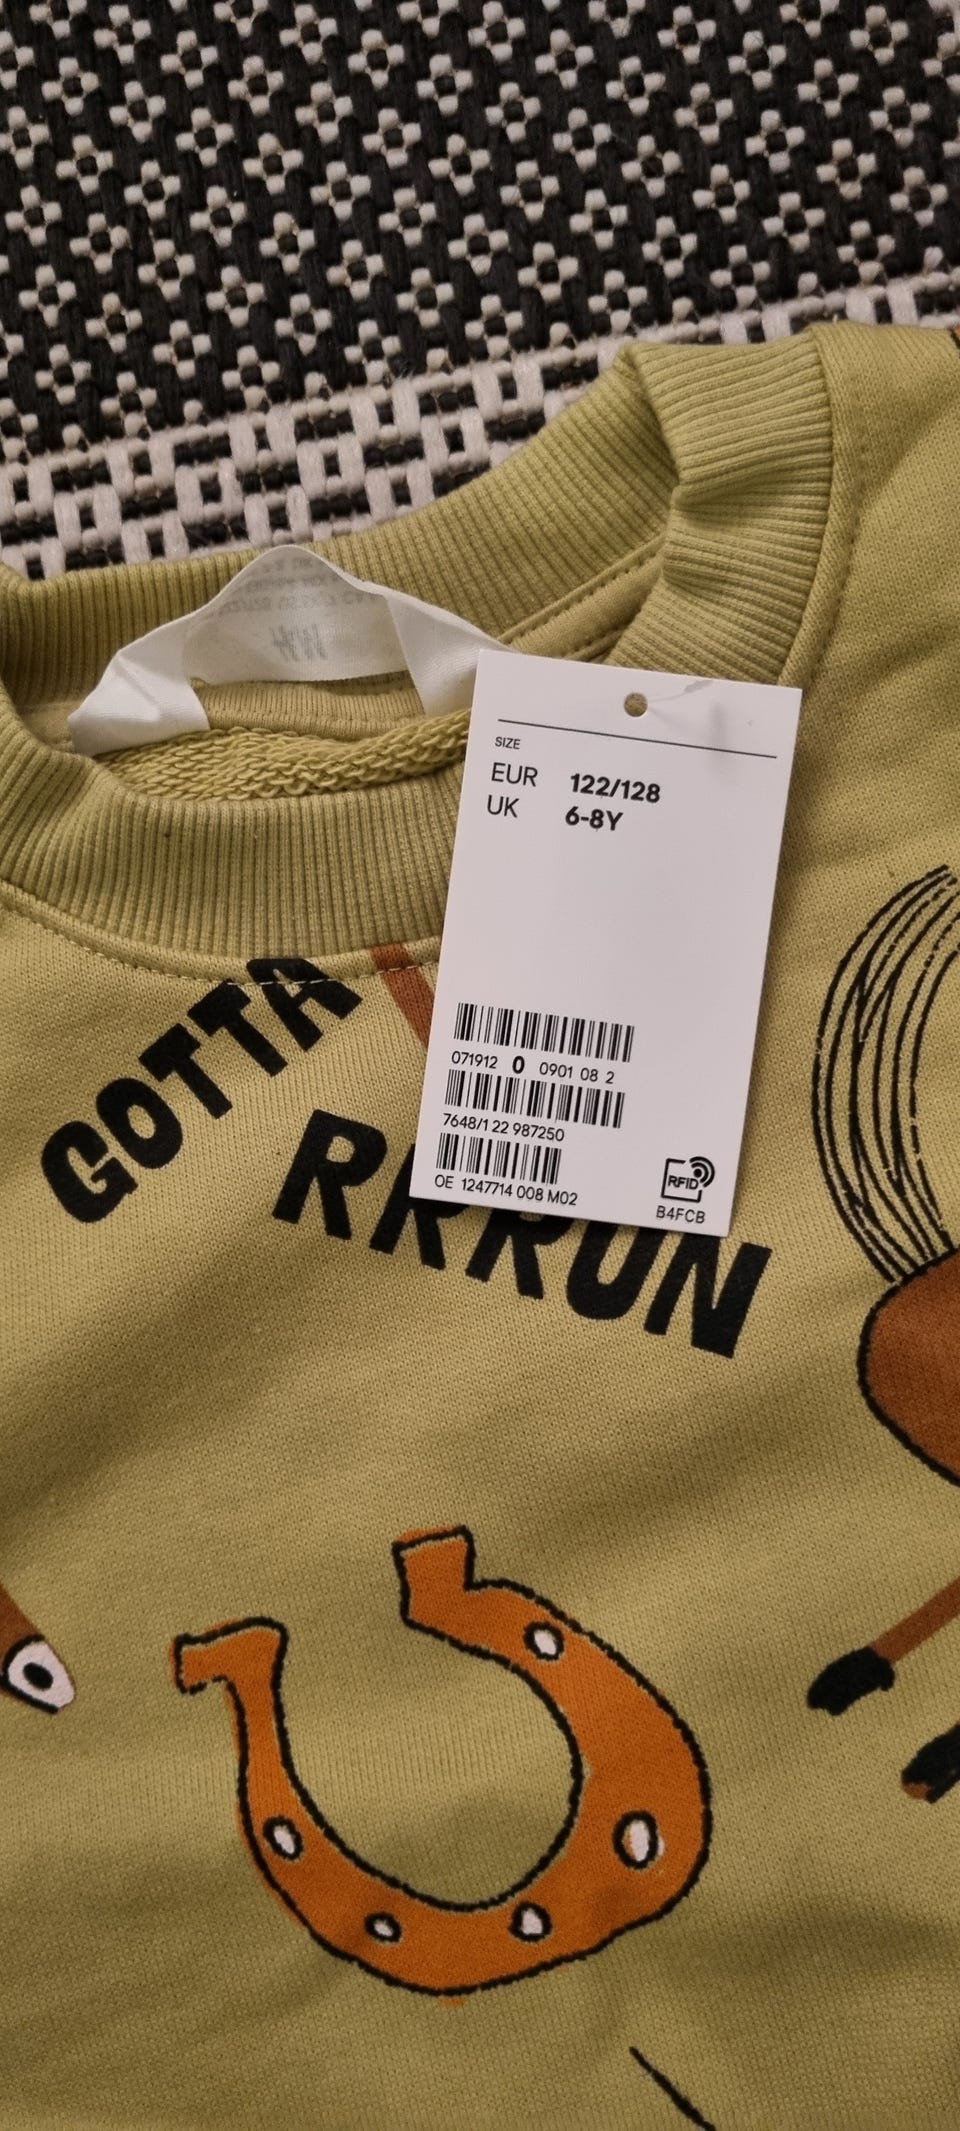 H&M
SIZE
EUR 122/128
UK 6-8Y
071912 0 0901 08 2
7648/1 22 987250
OE 1247714 008 M02
RFID
B4FCB
GOTTA
RRRUN